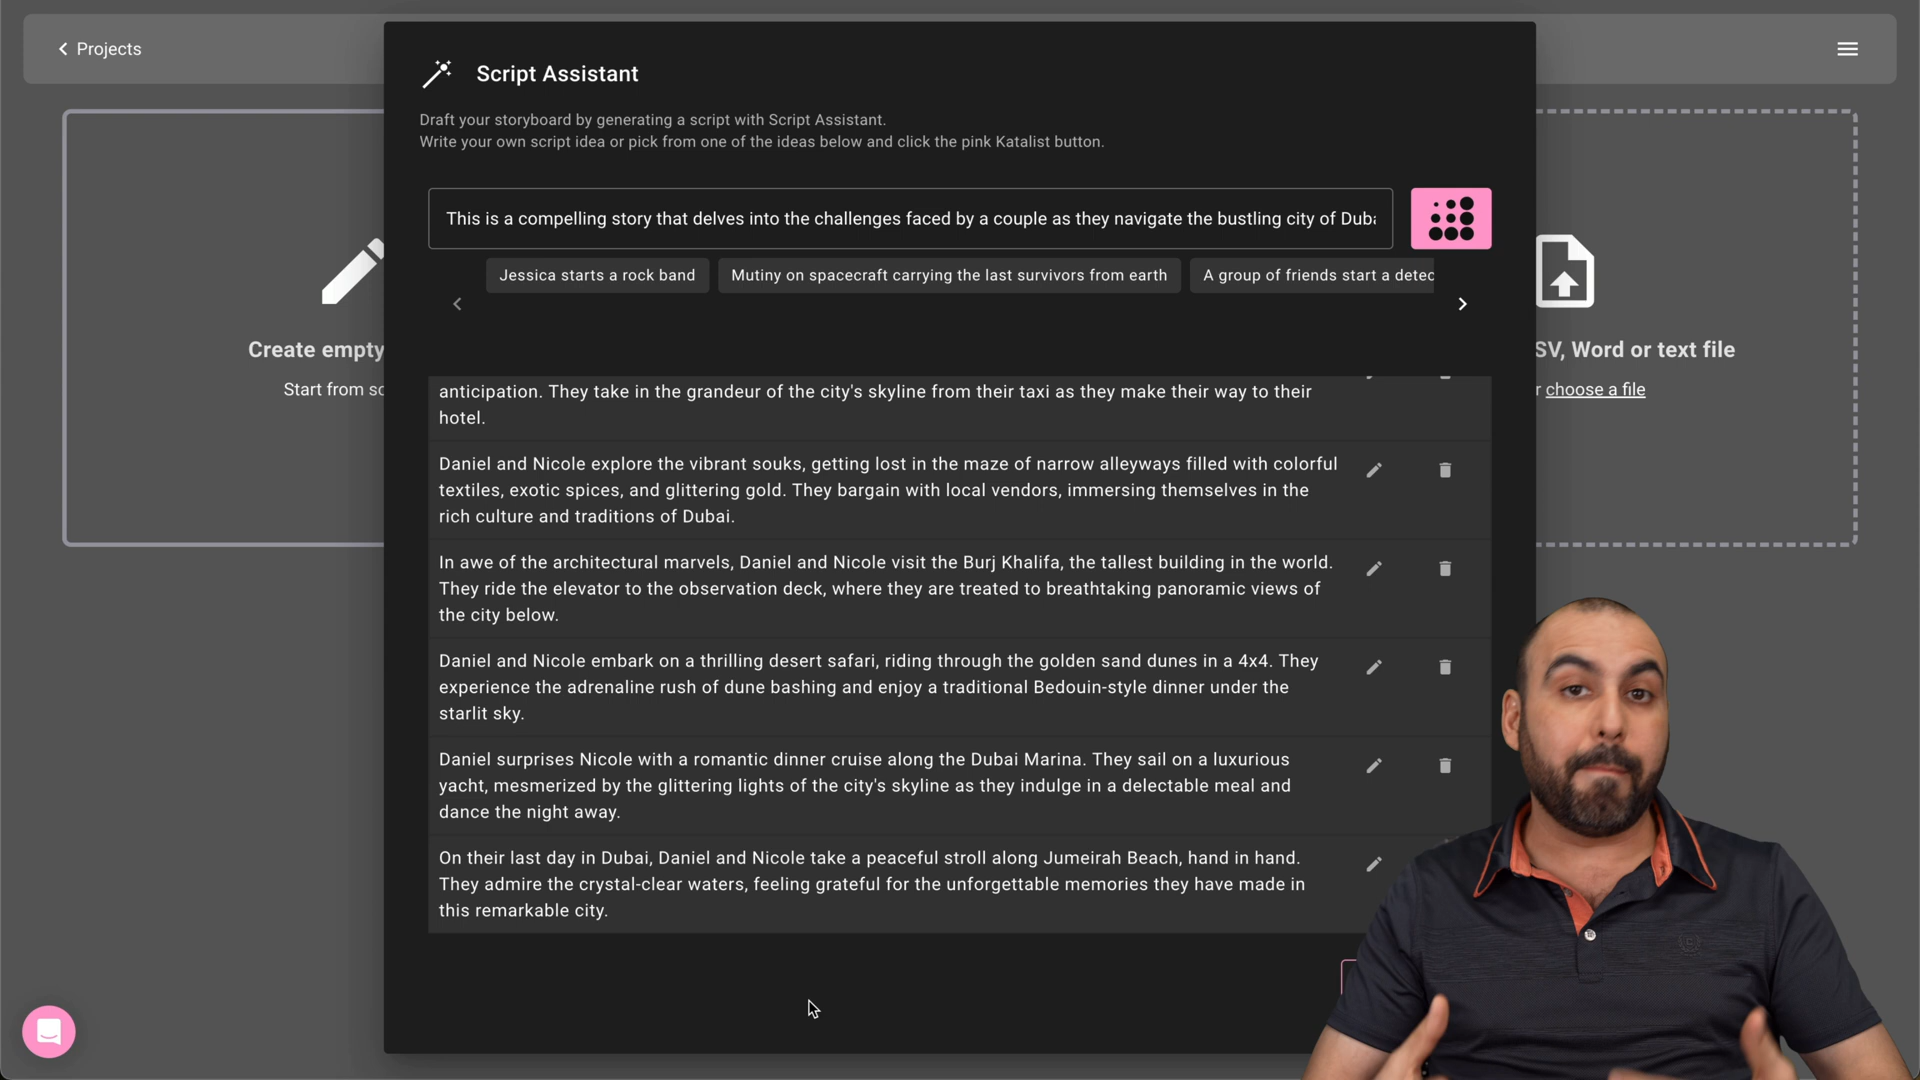 Projects
Script Assistant
Draft your storyboard by generating a script with Script Assistant.
Write your own script idea or pick from one of the ideas below and click the pink Katalist button.
This is a compelling story that delves into the challenges faced by a couple as they navigate the bustling city of Duba
Jessica starts a rock band
Mutiny on spacecraft carrying the last survivors from earth
A group of friends start a detec
Create empty
Start from sc
SV, Word or text file
r choose a file
anticipation. They take in the grandeur of the city's skyline from their taxi as they make their way to their
hotel.
Daniel and Nicole explore the vibrant souks, getting lost in the maze of narrow alleyways filled with colorful
textiles, exotic spices, and glittering gold. They bargain with local vendors, immersing themselves in the
rich culture and traditions of Dubai.
In awe of the architectural marvels, Daniel and Nicole visit the Burj Khalifa, the tallest building in the world.
They ride the elevator to the observation deck, where they are treated to breathtaking panoramic views of
the city below.
Daniel and Nicole embark on a thrilling desert safari, riding through the golden sand dunes in a 4x4. They
experience the adrenaline rush of dune bashing and enjoy a traditional Bedouin-style dinner under the
starlit sky.
Daniel surprises Nicole with a romantic dinner cruise along the Dubai Marina. They sail on a luxurious
yacht, mesmerized by the glittering lights of the city's skyline as they indulge in a delectable meal and
dance the night away.
On their last day in Dubai, Daniel and Nicole take a peaceful stroll along Jumeirah Beach, hand in hand.
They admire the crystal-clear waters, feeling grateful for the unforgettable memories they have made in
this remarkable city.